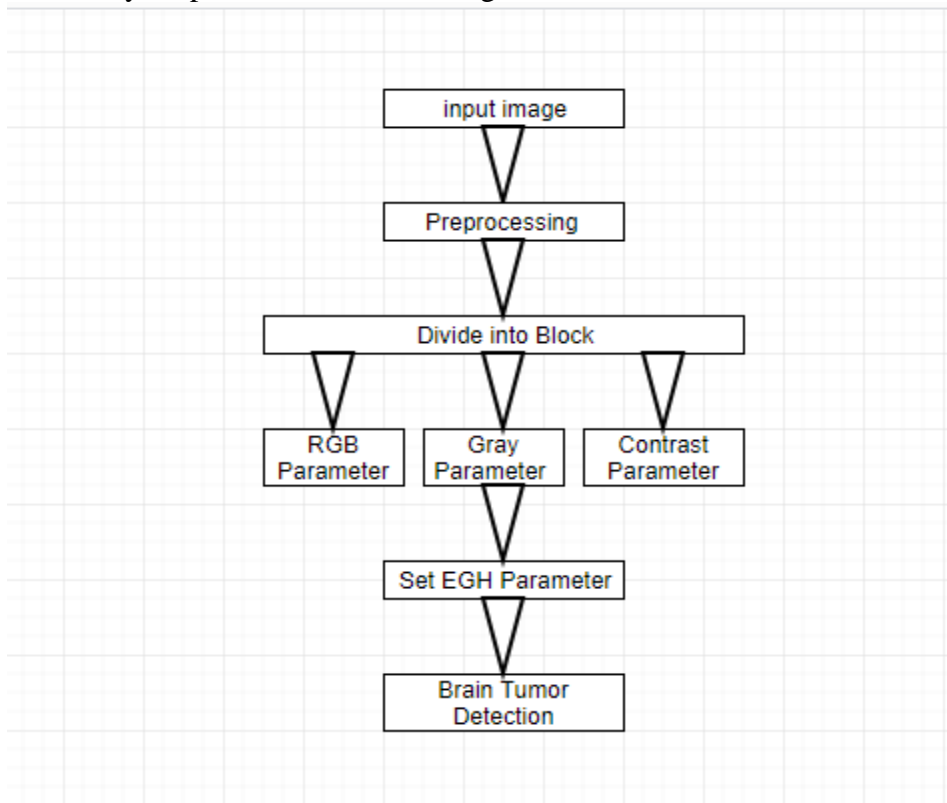 input image
Preprocessing
Divide into Block
RGB
Parameter
Gray
Parameter
Contrast
Parameter
Set EGH Parameter
Brain Tumor
Detection